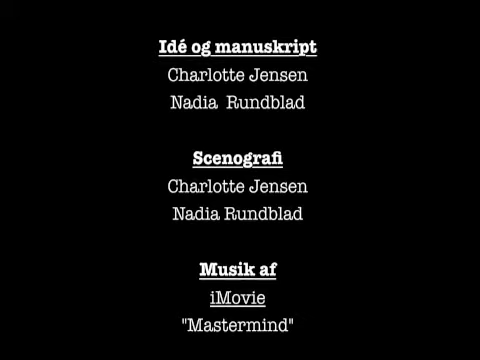 Idé og manuskript
Charlotte Jensen
Nadia Rundblad
Scenografi
Charlotte Jensen
Nadia Rundblad
Musik af
iMovie
"Mastermind"